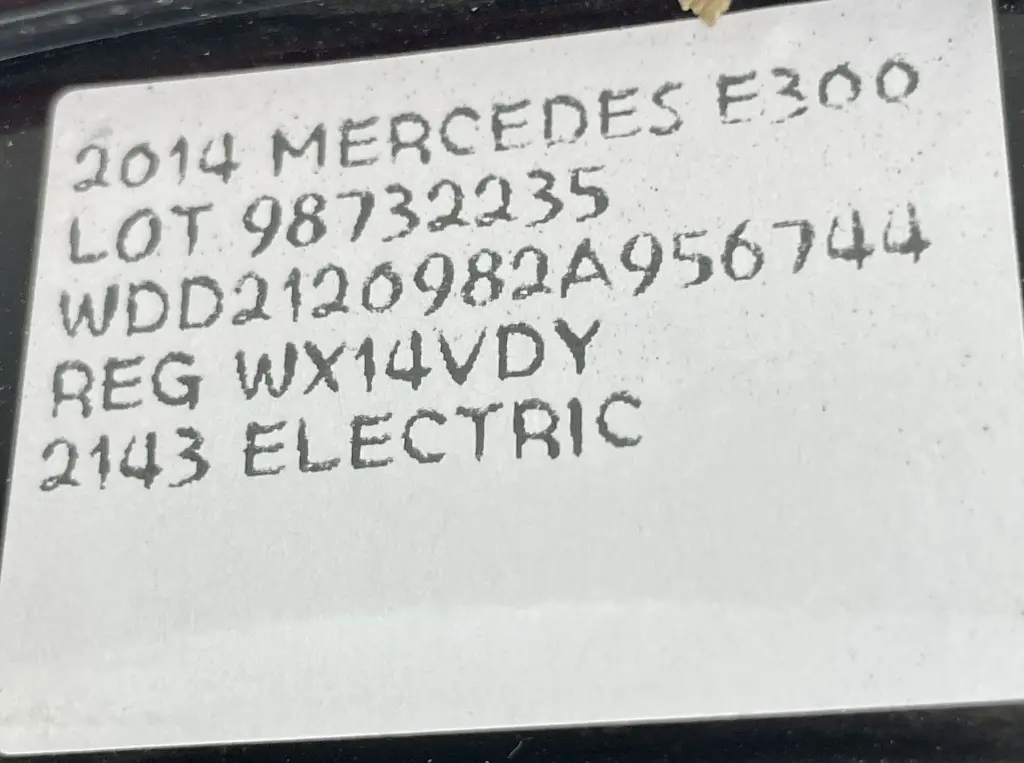 2014 MERCEDES E300
LOT 98732235
WDD2120982A956744
REG WX14VDY
2143 ELECTRIC